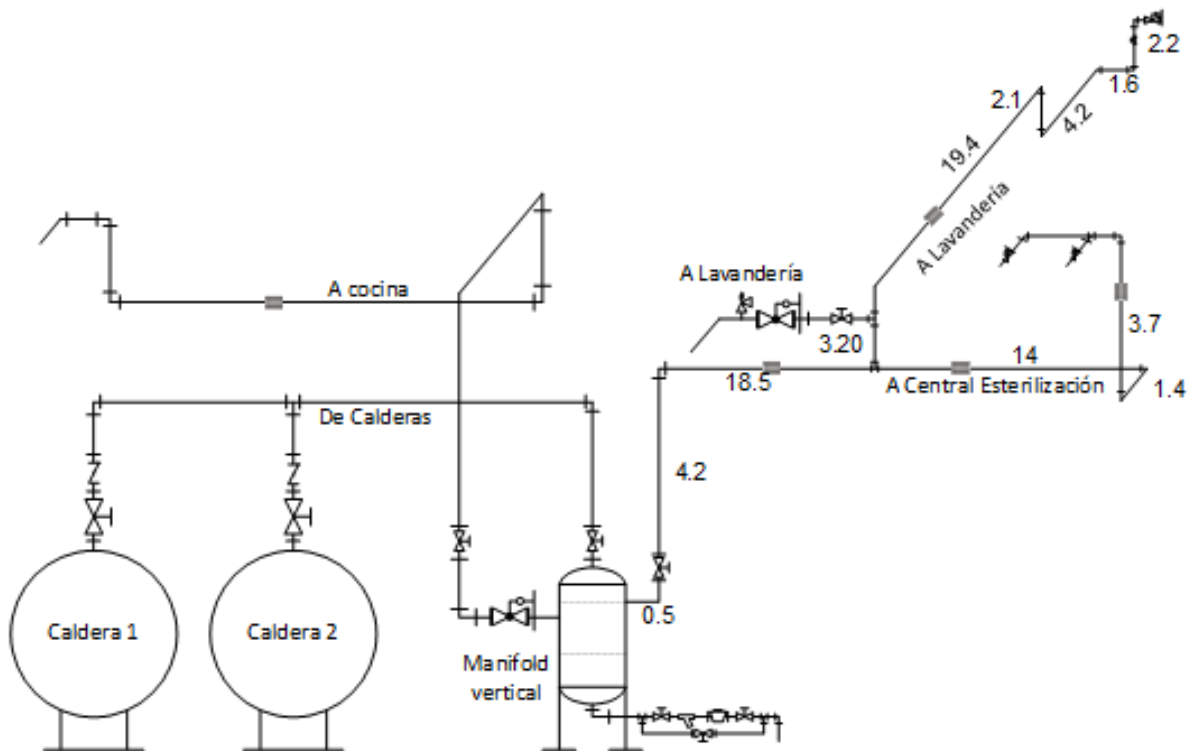 2.2
1.6
2.1
4.2
19.4
A Lavandería
A Lavandería
A cocina
3.20
3.7
14
18.5
A Central Esterilización
1.4
De Calderas
4.2
0.5
Caldera 1
Caldera 2
Manifold
vertical